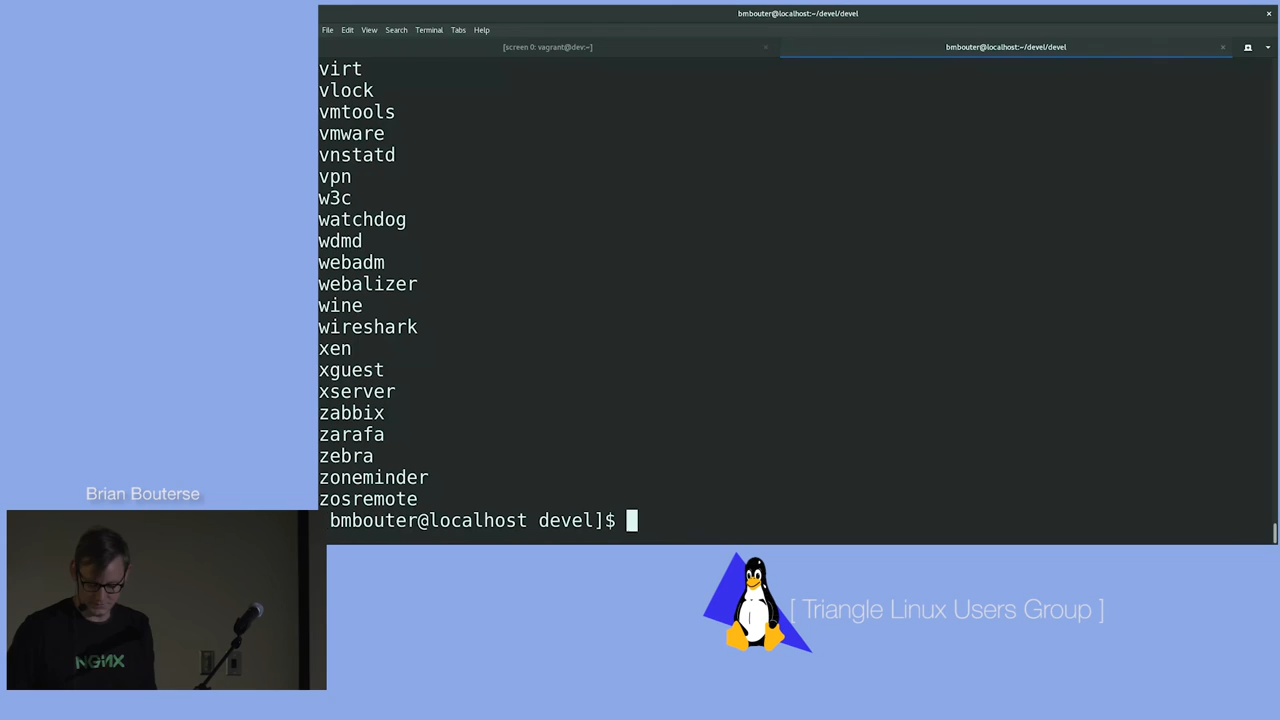 bmbouter@localhost:~/devel/devel
File Edit View Search Terminal Tabs Help
[screen 0: vagrant@dev:~]
bmbouter@localhost:~/devel/devel
virt
vlock
vmtools
vmware
vnstatd
vpn
w3c
watchdog
wdmd
webadm
webalizer
wine
wireshark
xen
xguest
xserver
zabbix
zarafa
zebra
zoneminder
zosremote
bmbouter@localhost devel]$
Brian Bouterse
NGINX
[ Triangle Linux Users Group ]